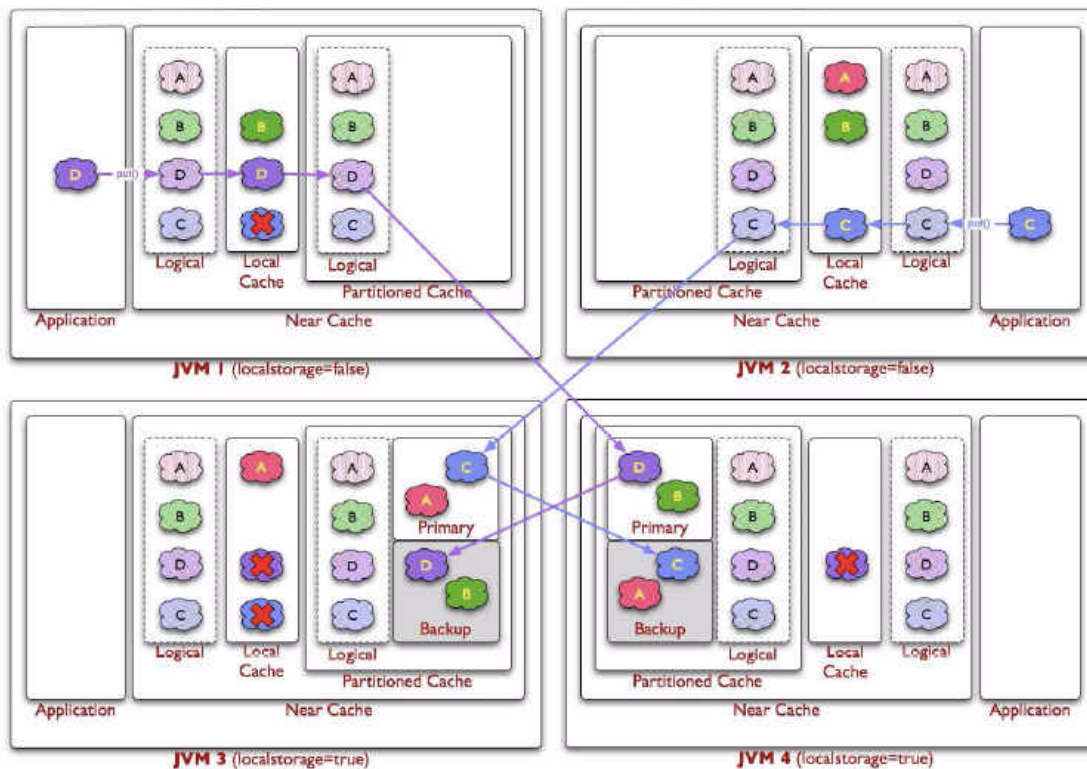 A A A
B B B
D put() D D D
C C
Logical Local Cache Logical
Partitioned Cache
Application Near Cache
JVM 1 (localstorage=false)
A A A
B B B
D D
C C C put() C
Logical Local Cache Logical
Partitioned Cache
Near Cache Application
JVM 2 (localstorage=false)
A A A C
A
B B Primary
D D D
B
C C Backup
Logical Local Cache Logical
Partitioned Cache
Application Near Cache
JVM 3 (localstorage=true)
D A A
B
Primary B B
C D D
A
Backup C C
Logical Local Cache Logical
Partitioned Cache
Near Cache Application
JVM 4 (localstorage=true)